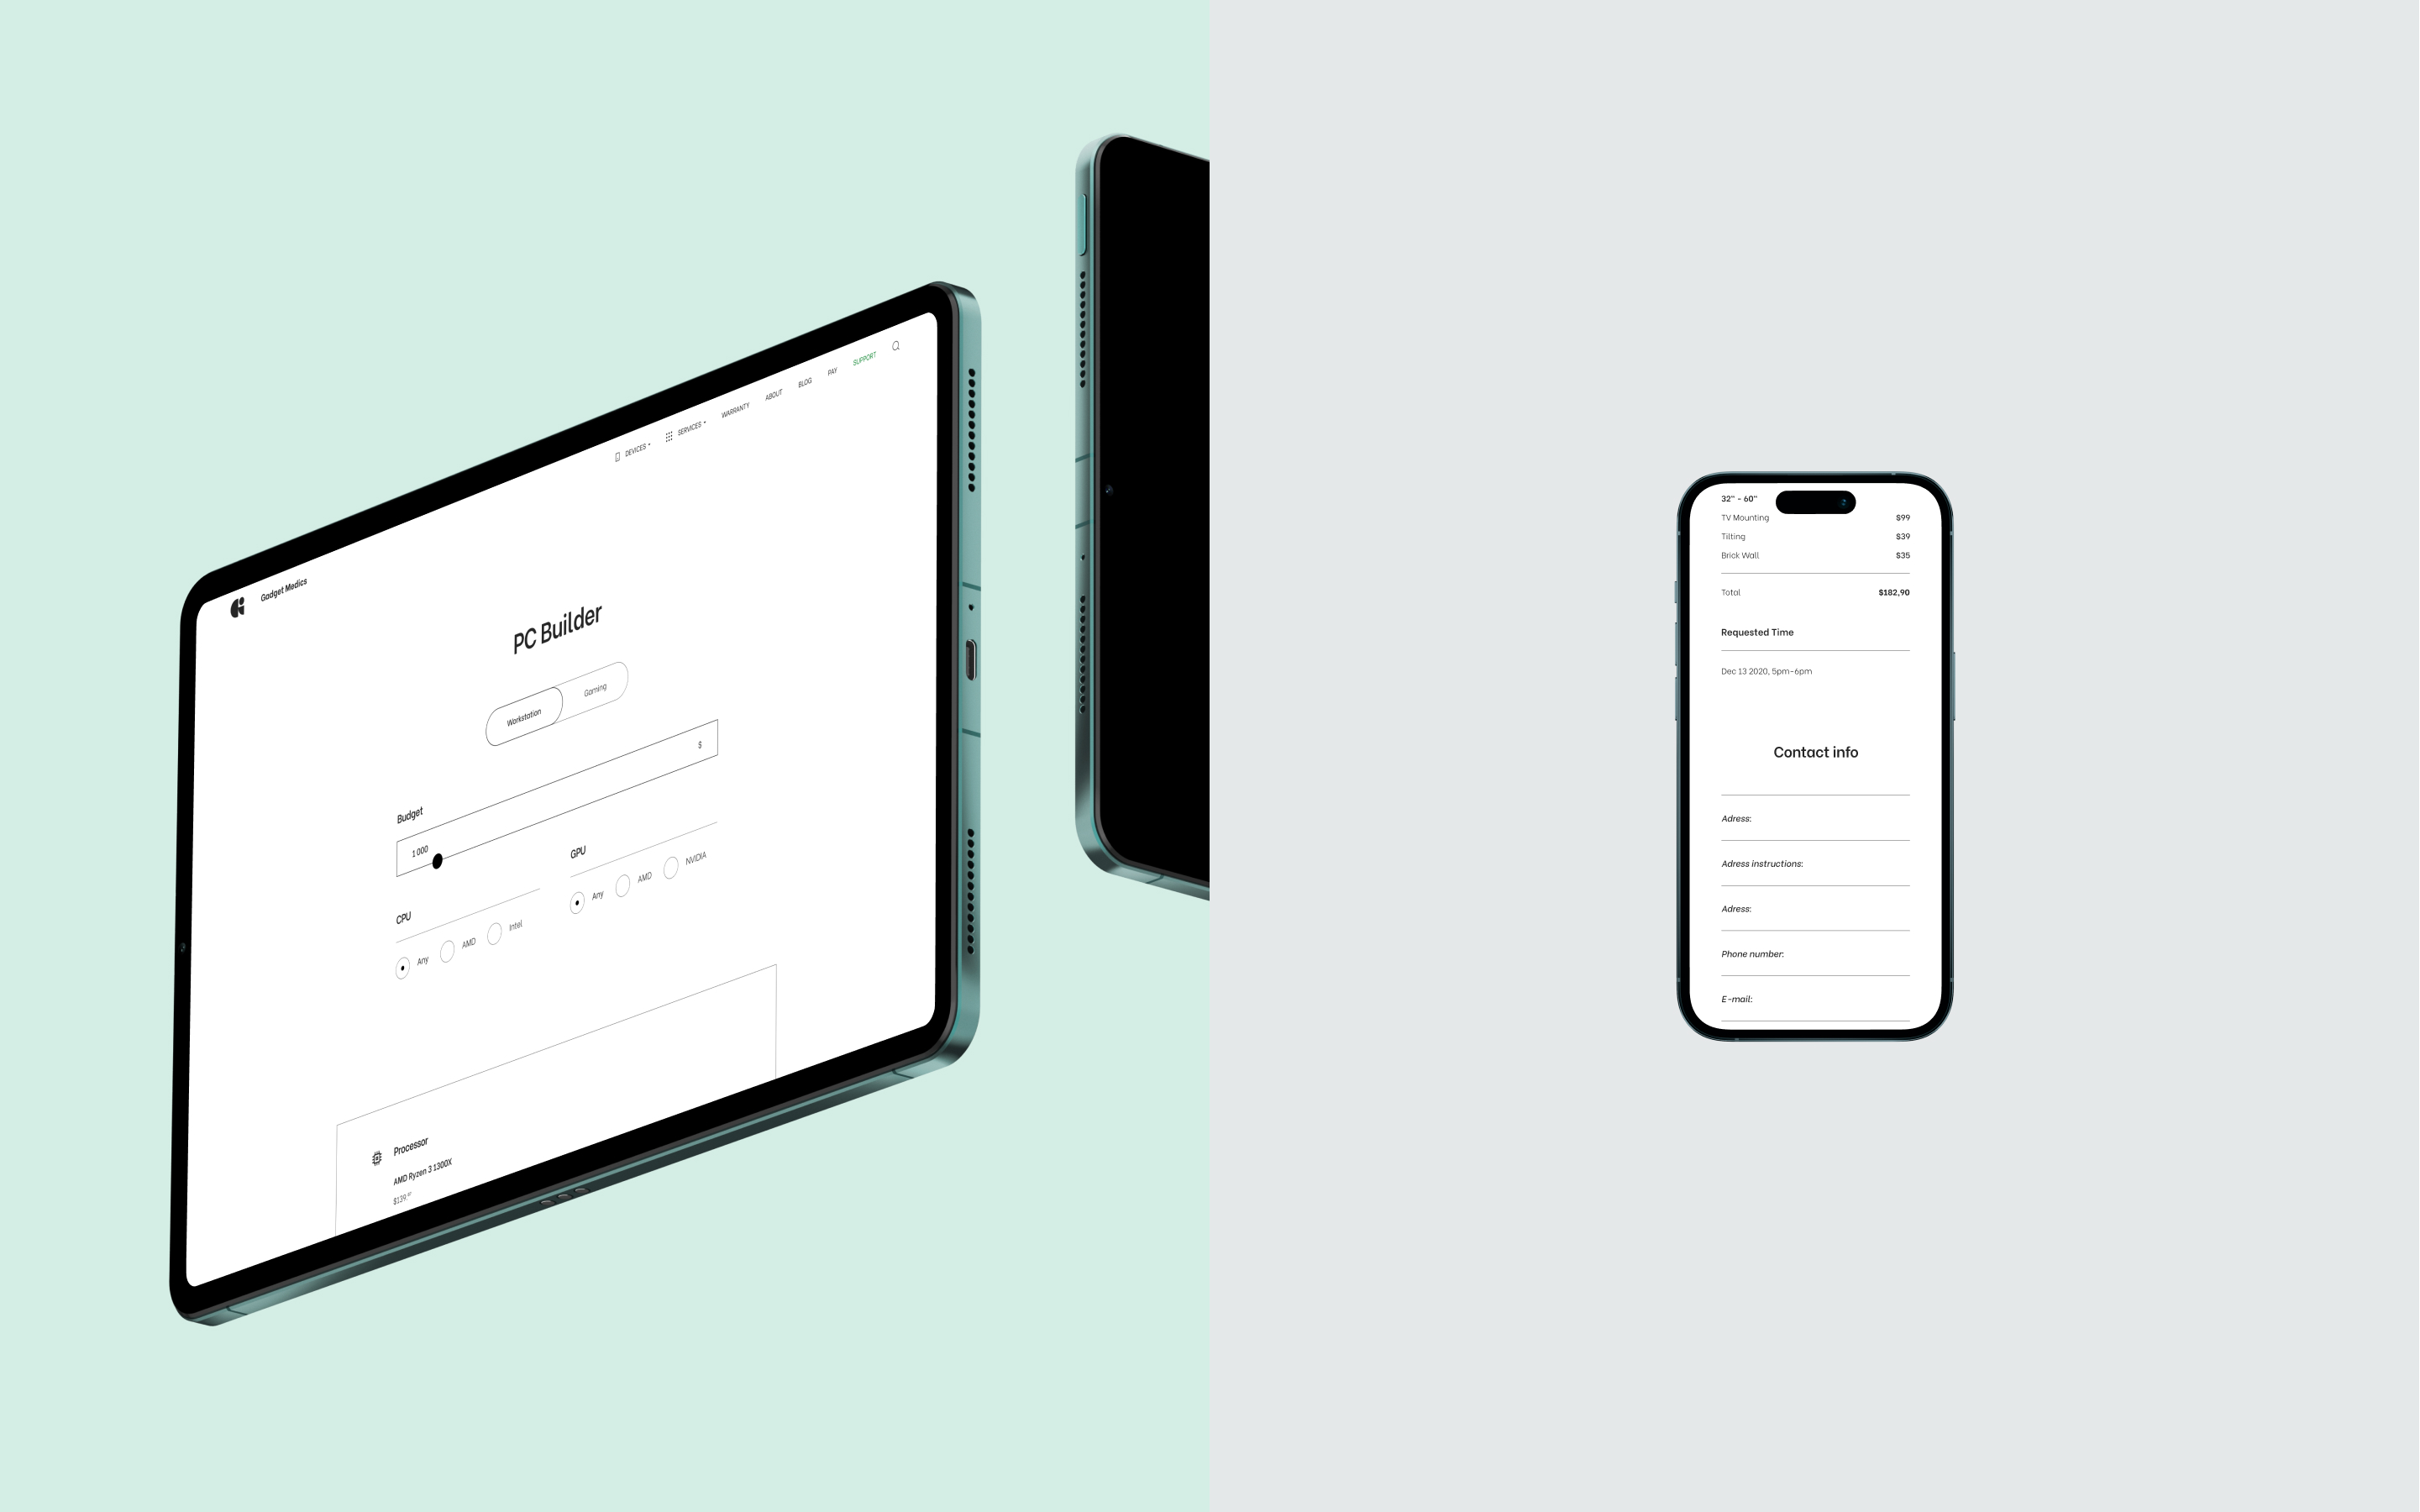 Gadget Medics
DEVICES
SERVICES
WARRANTY
ABOUT
BLOG
PAY
SUPPORT
PC Builder
Workstation
Gaming
Budget
1 000
$
CPU
Any
AMD
Intel
GPU
Any
AMD
NVIDIA
Processor
AMD Ryzen 3 1300X
$139.
32" - 60"
TV Mounting $99
Tilting $39
Brick Wall $35
Total $182,90
Requested Time
Dec 13 2020, 5pm-6pm
Contact info
Adress:
Adress instructions:
Adress:
Phone number:
E-mail: